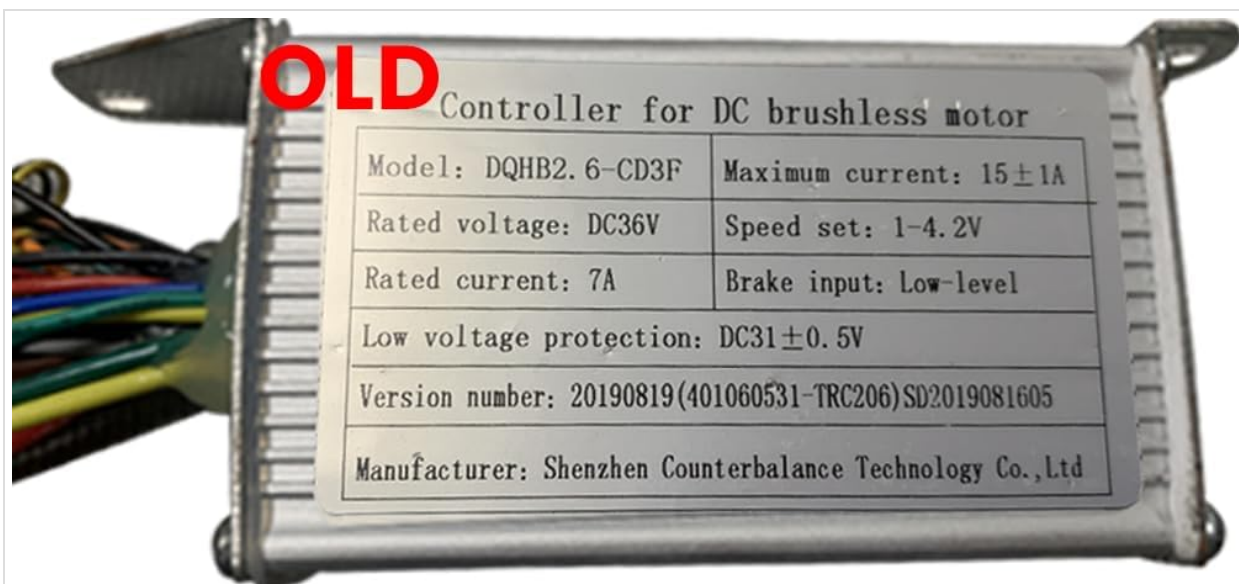 OLD
Controller for DC brushless motor
Model: DQHB2.6-CD3F Maximum current: 15±1A
Rated voltage: DC36V Speed set: 1-4.2V
Rated current: 7A Brake input: Low-level
Low voltage protection: DC31±0.5V
Version number: 20190819(401060531-TRC206)SD2019081605
Manufacturer: Shenzhen Counterbalance Technology Co.,Ltd